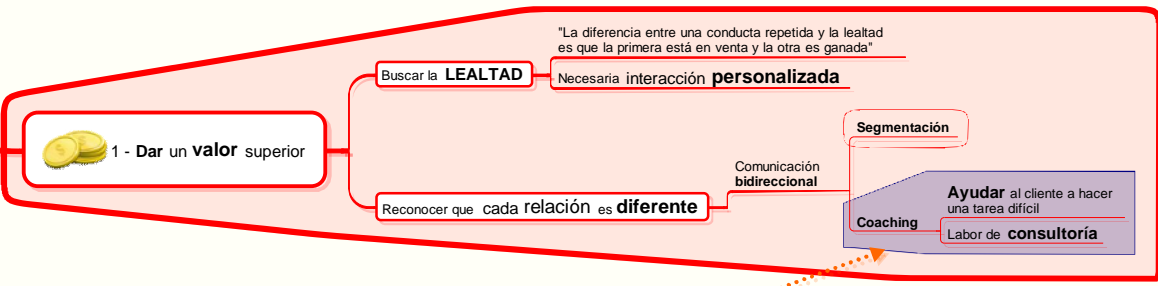 1 - Dar un valor superior
Buscar la LEALTAD
"La diferencia entre una conducta repetida y la lealtad
es que la primera está en venta y la otra es ganada"
Necesaria interacción personalizada
Reconocer que cada relación es diferente
Comunicación
bidireccional
Segmentación
Coaching
Ayudar al cliente a hacer
una tarea difícil
Labor de consultoría